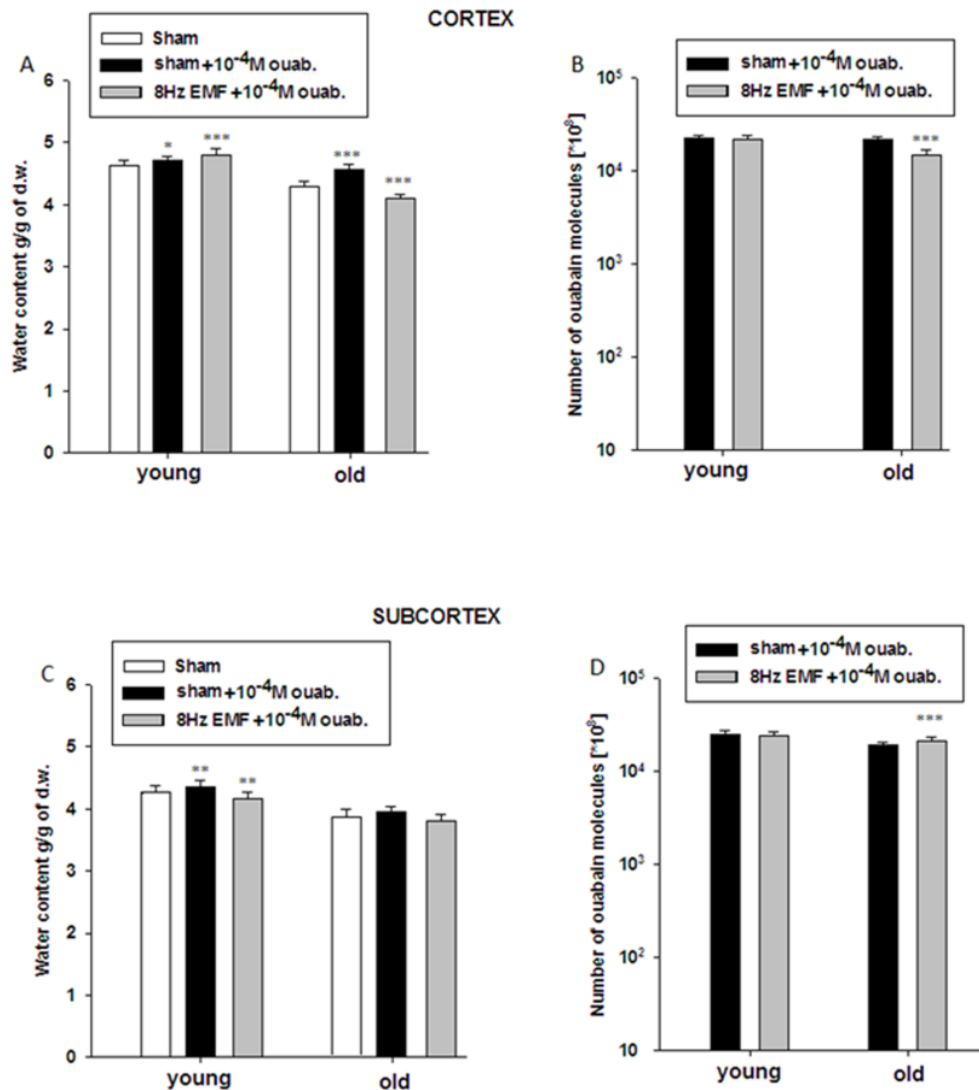 CORTEX
A
Sham
sham+10⁻⁴M ouab.
8Hz EMF+10⁻⁴M ouab.
Water content g/g of d.w.
6
5
4
3
2
1
0
*
***
***
***
young
old
B
sham+10⁻⁴M ouab.
8Hz EMF+10⁻⁴M ouab.
Number of ouabain molecules [*10⁸]
10⁵
10⁴
10³
10²
10
***
young
old
SUBCORTEX
C
Sham
sham+10⁻⁴M ouab.
8Hz EMF+10⁻⁴M ouab.
Water content g/g of d.w.
6
5
4
3
2
1
0
**
**
young
old
D
sham+10⁻⁴M ouab.
8Hz EMF+10⁻⁴M ouab.
Number of ouabain molecules [*10⁸]
10⁵
10⁴
10³
10²
10
***
young
old